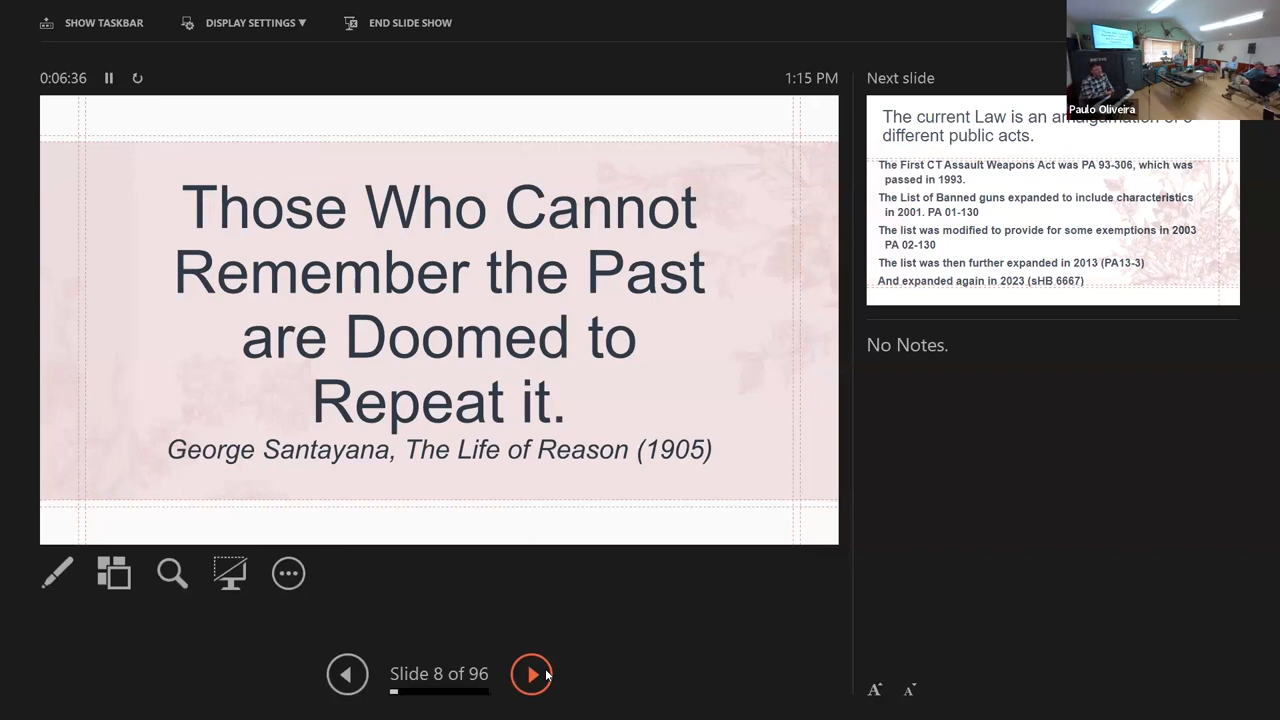 SHOW TASKBAR
DISPLAY SETTINGS ▼
END SLIDE SHOW
0:06:36
1:15 PM
Those Who Cannot
Remember the Past
are Doomed to
Repeat it.
George Santayana, The Life of Reason (1905)
Slide 8 of 96
Next slide
Paulo Oliveira
The current Law is an amalgamation of
different public acts.
The First CT Assault Weapons Act was PA 93-306, which was
passed in 1993.
The List of Banned guns expanded to include characteristics
in 2001. PA 01-130
The list was modified to provide for some exemptions in 2003
PA 02-130
The list was then further expanded in 2013 (PA13-3)
And expanded again in 2023 (sHB 6667)
No Notes.
A A